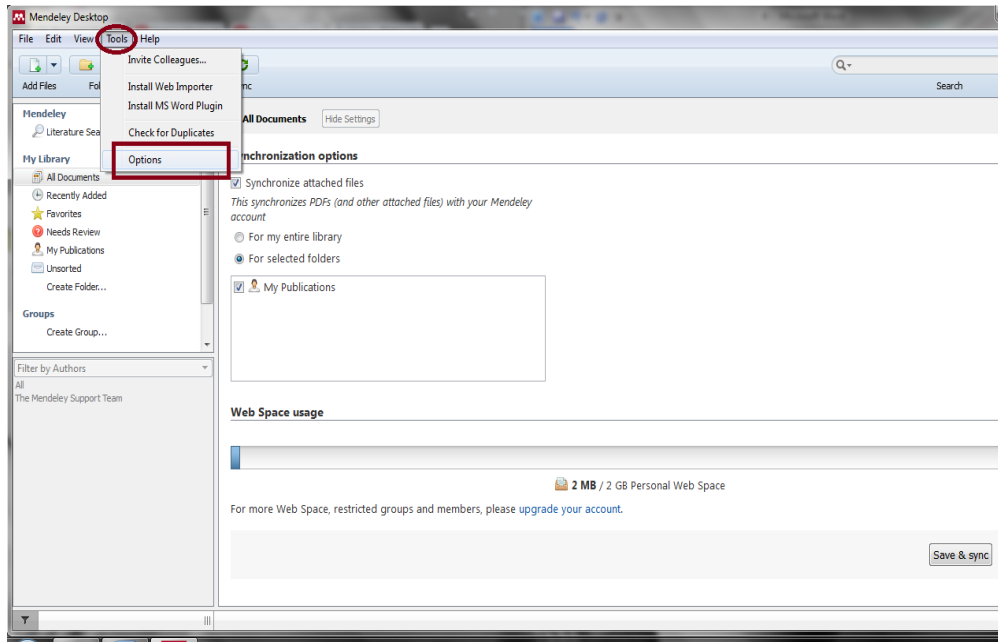 Mendeley Desktop
File Edit View Tools Help
Invite Colleagues...
Install Web Importer
Install MS Word Plugin
Check for Duplicates
Options
Add Files
Search
Mendeley
My Library
All Documents
Recently Added
Favorites
Needs Review
My Publications
Unsorted
Create Folder...
Groups
Create Group...
Filter by Authors
All
The Mendeley Support Team
All Documents Hide Settings
options
Synchronize attached files
This synchronizes PDFs (and other attached files) with your Mendeley
account
For my entire library
For selected folders
My Publications
Web Space usage
2 MB / 2 GB Personal Web Space
For more Web Space, restricted groups and members, please upgrade your account.
Save & sync